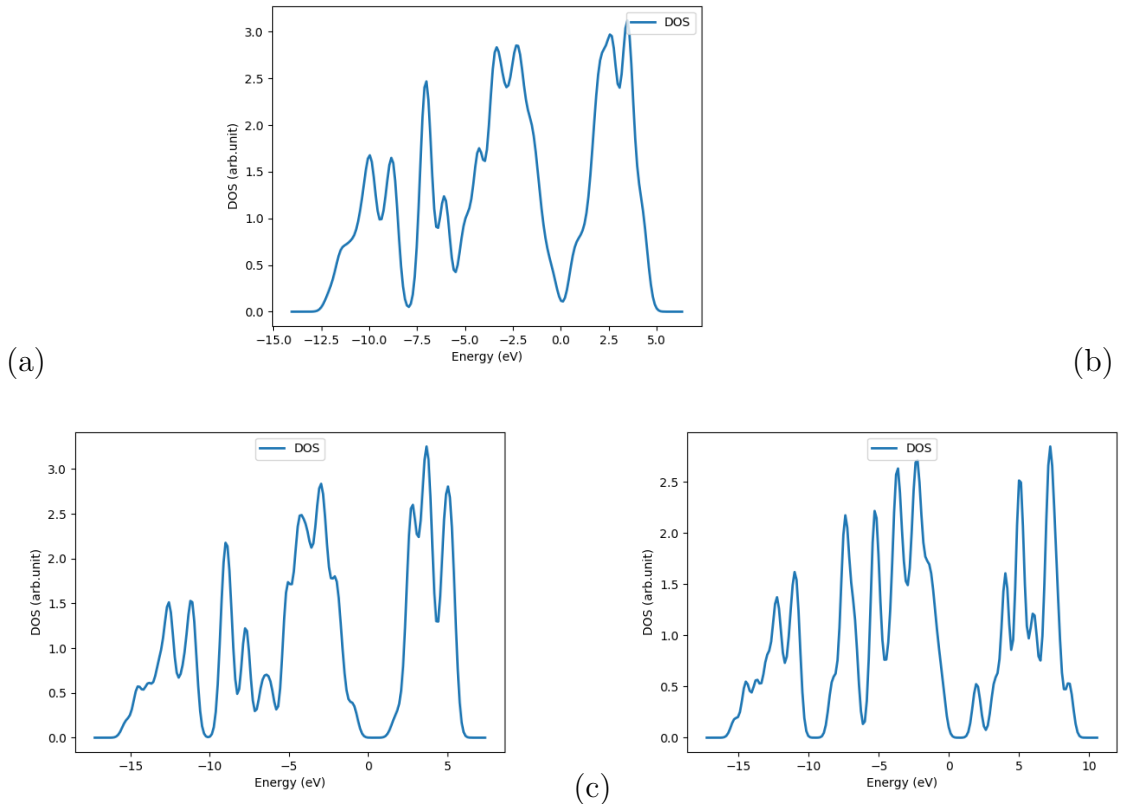 DOS
DOS (arb.unit)
3.0
2.5
2.0
1.5
1.0
0.5
0.0
−15.0 −12.5 −10.0 −7.5 −5.0 −2.5 0.0 2.5 5.0
Energy (eV)
(a)
(b)
DOS
DOS (arb.unit)
3.0
2.5
2.0
1.5
1.0
0.5
0.0
−15 −10 −5 0 5
Energy (eV)
(c)
DOS
DOS (arb.unit)
2.5
2.0
1.5
1.0
0.5
0.0
−15 −10 −5 0 5 10
Energy (eV)